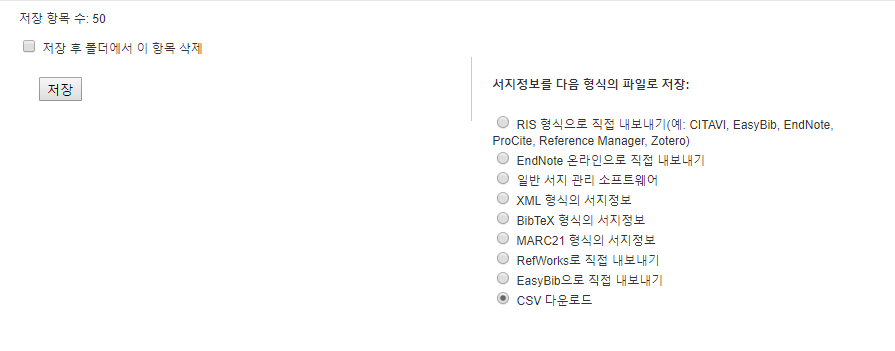 저장 항목 수: 50
저장 후 폴더에서 이 항목 삭제
저장
서지정보를 다음 형식의 파일로 저장:
RIS 형식으로 직접 내보내기(예: CITAVI, EasyBib, EndNote,
ProCite, Reference Manager, Zotero)
EndNote 온라인으로 직접 내보내기
일반 서지 관리 소프트웨어
XML 형식의 서지정보
BibTeX 형식의 서지정보
MARC21 형식의 서지정보
RefWorks로 직접 내보내기
EasyBib으로 직접 내보내기
CSV 다운로드